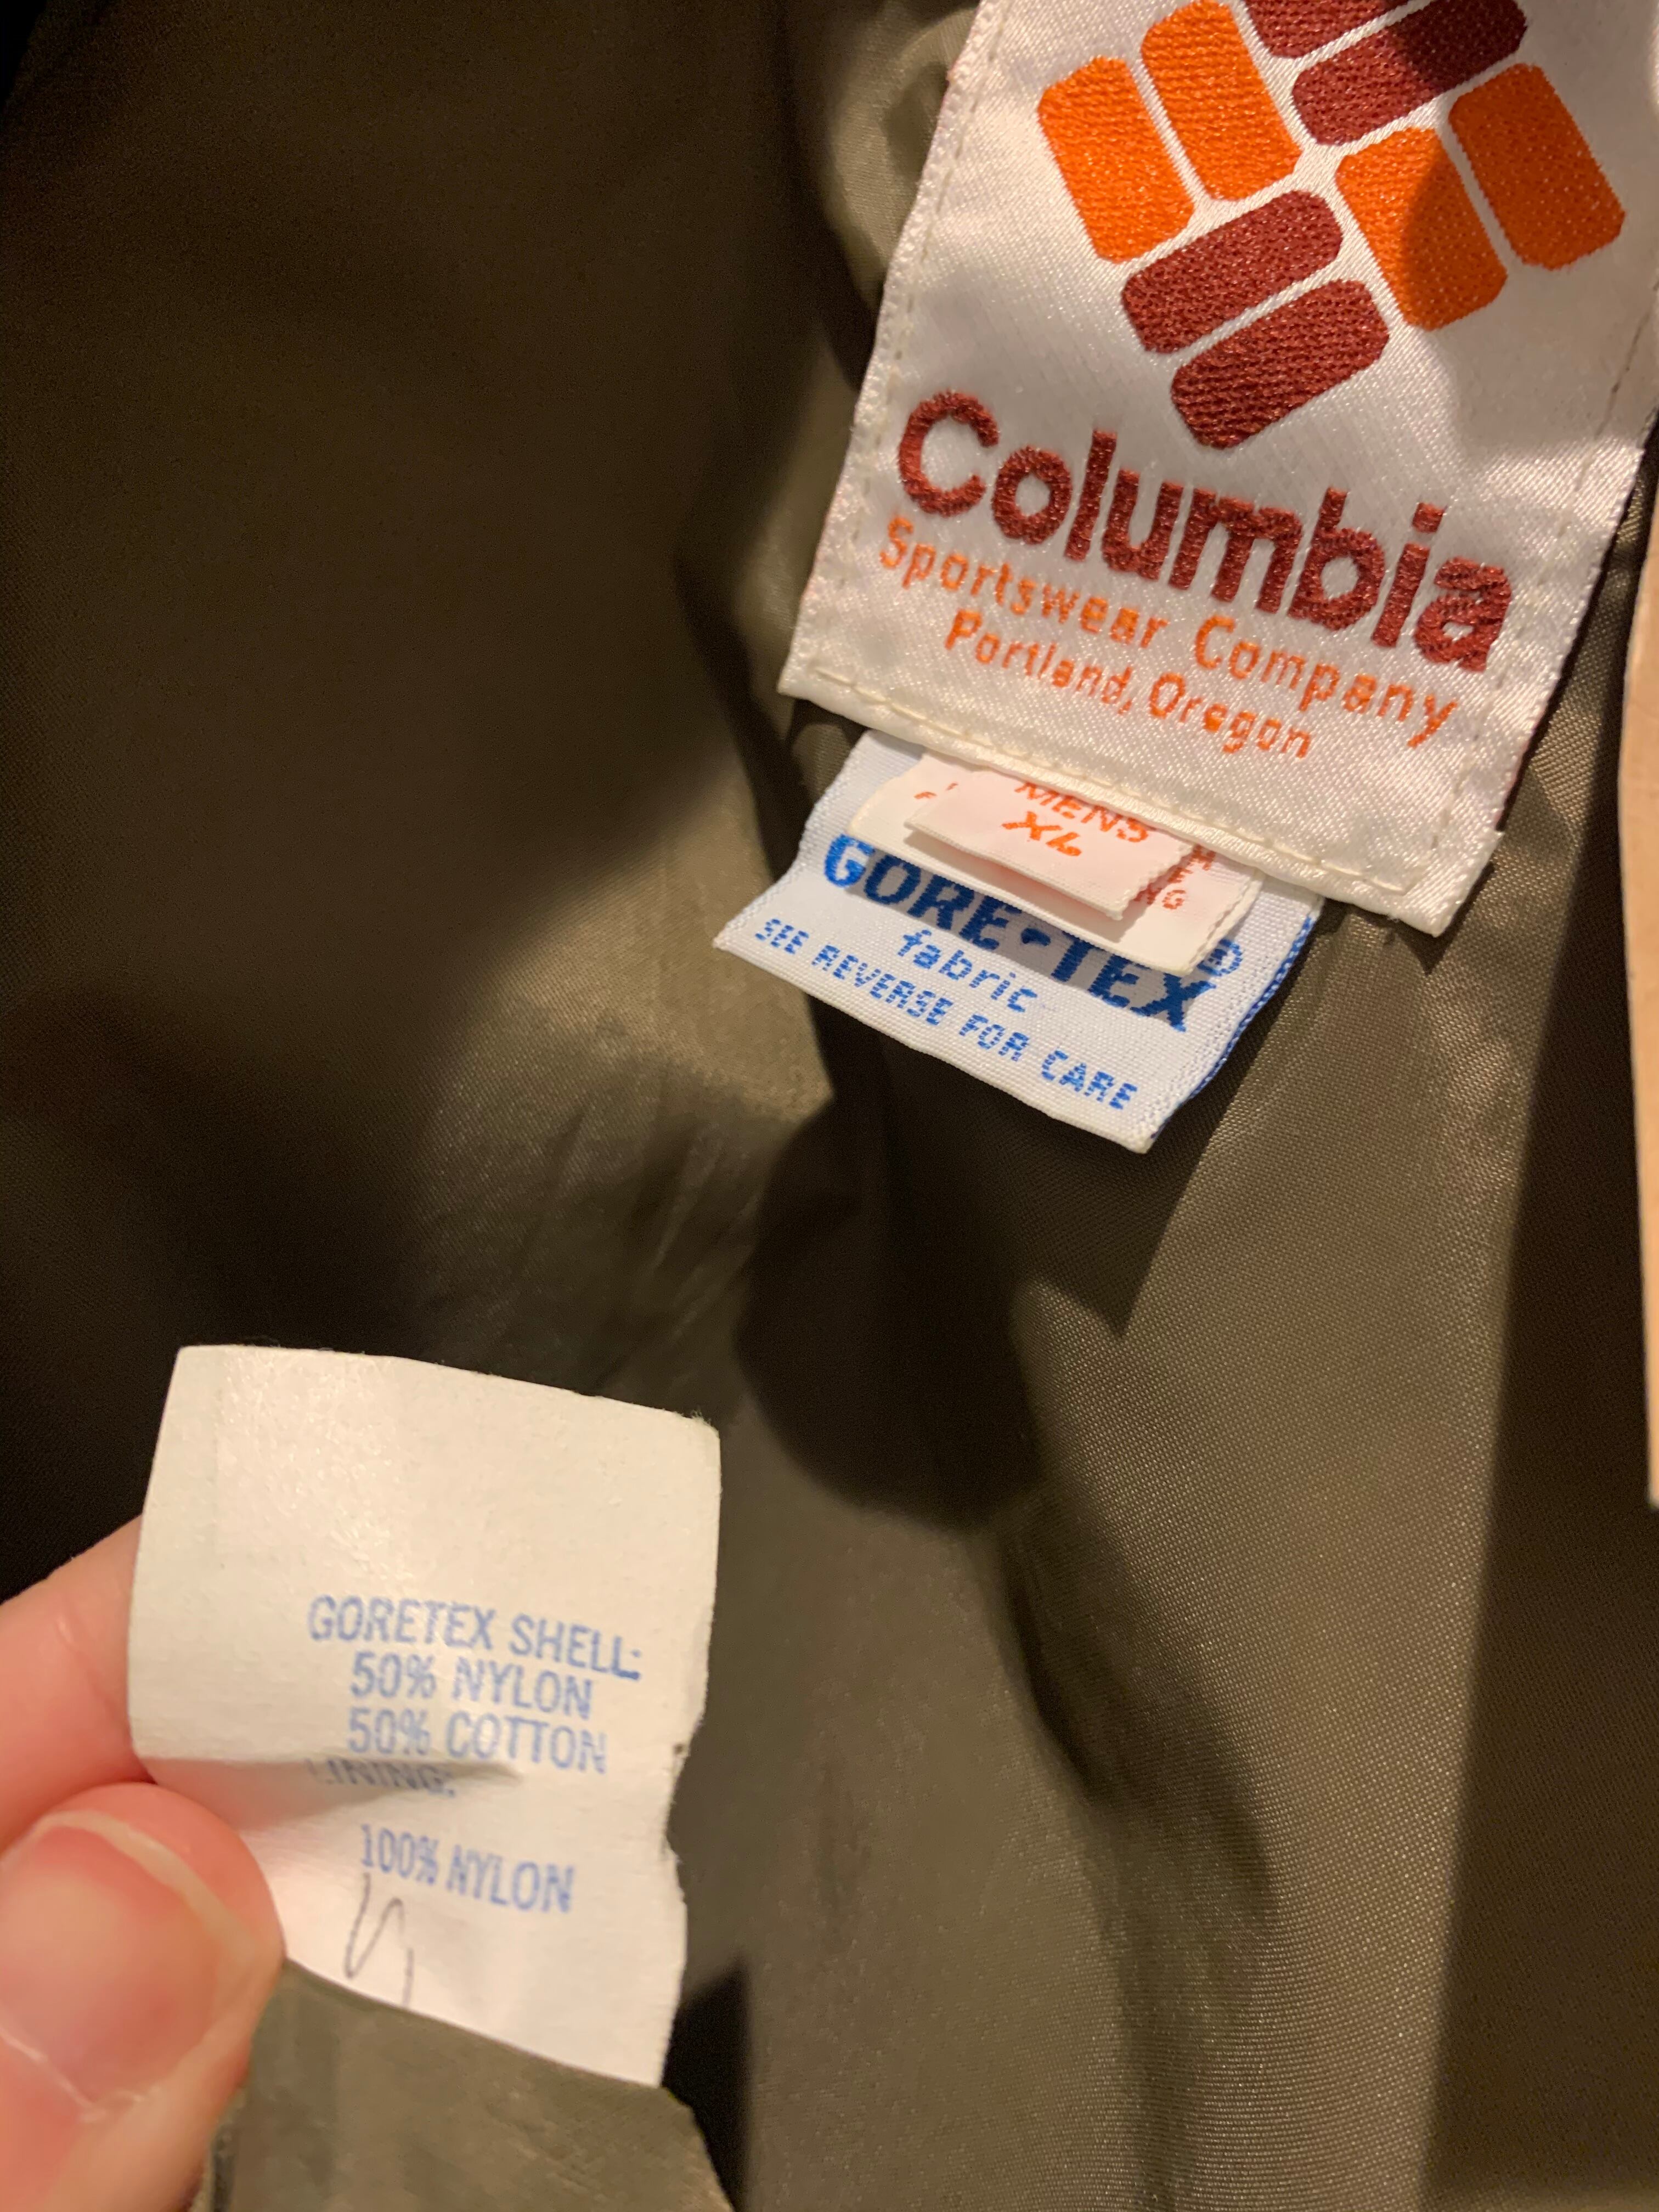 Columbia
Sportswear Company
Portland, Oregon
MENS
XL
GORE-TEX®
fabric
SEE REVERSE FOR CARE
GORETEX SHELL:
50% NYLON
50% COTTON
LINING:
100% NYLON